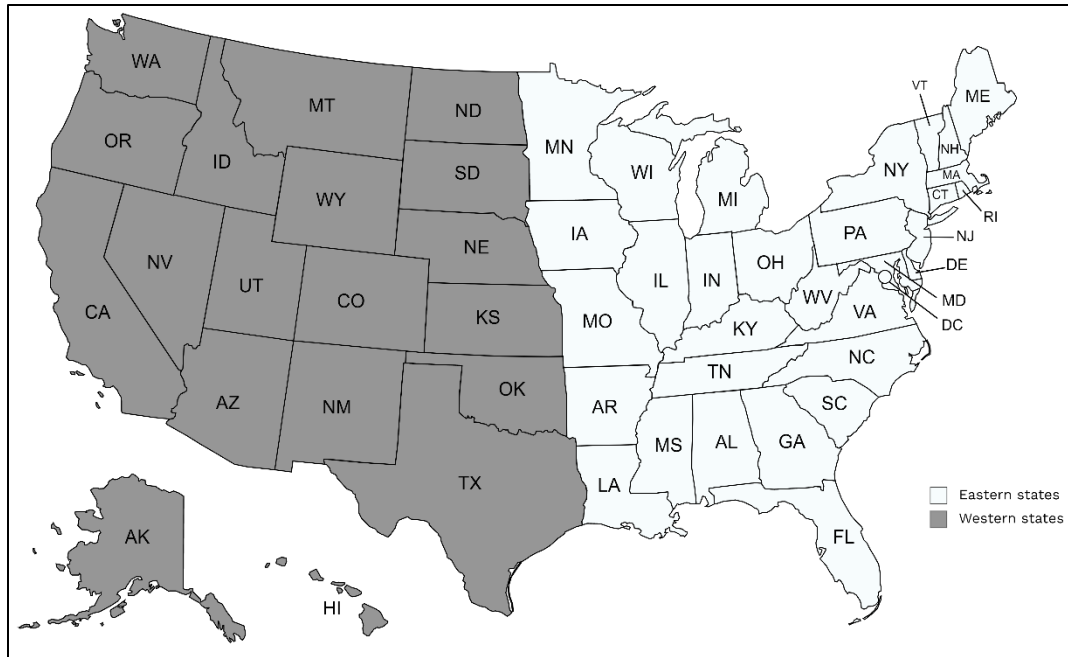 WA
MT
ND
OR
ID
SD
WY
NE
NV
UT
CO
KS
CA
AZ
NM
OK
TX
AK
HI
MN
WI
MI
IA
IL
IN
OH
MO
KY
TN
AR
MS
AL
GA
LA
FL
SC
NC
VA
WV
PA
NY
VT
NH
ME
MA
CT
RI
NJ
DE
MD
DC
Eastern states
Western states